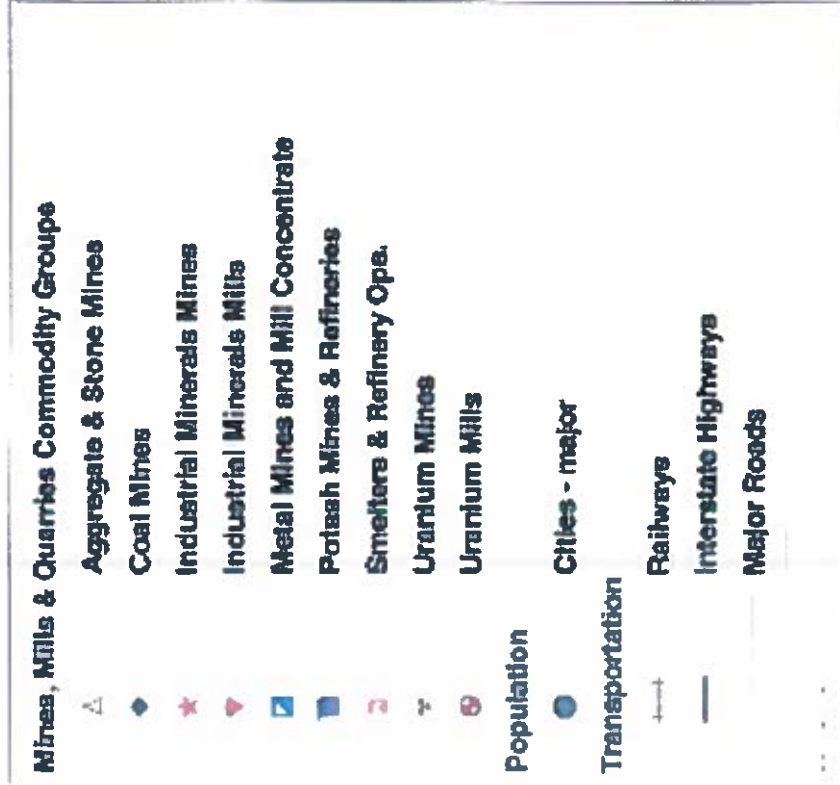 Mines, Mills & Quarries Commodity Groups
Aggregate & Stone Mines
Coal Mines
Industrial Minerals Mines
Industrial Minerals Mills
Metal Mines and Mill Concentrate
Potash Mines & Refineries
Smelters & Refinery Ops.
Uranium Mines
Uranium Mills
Population
Cities - major
Transportation
Railways
Interstate Highways
Major Roads